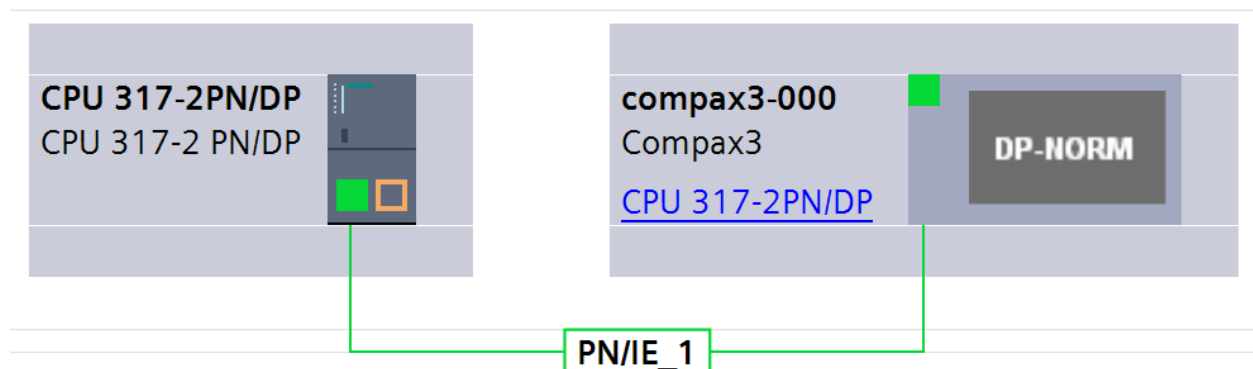 CPU 317-2PN/DP
CPU 317-2 PN/DP
compax3-000
Compax3
CPU 317-2PN/DP
DP-NORM
PN/IE_1